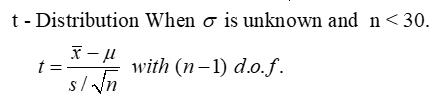 t - Distribution When σ is unknown and n < 30.
t = (x̄ − μ) / (s / √n) with (n−1) d.o.f.